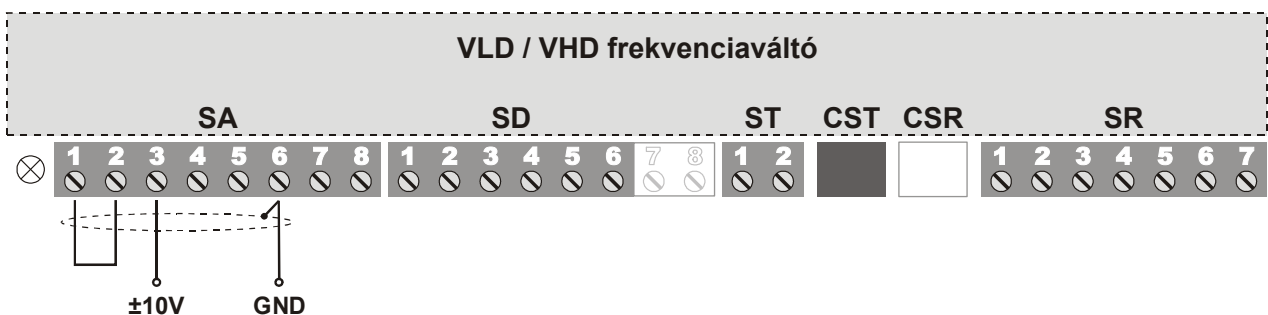 VLD / VHD frekvenciaváltó
SA SD ST CST CSR SR
1 2 3 4 5 6 7 8 1 2 3 4 5 6 7 8 1 2 1 2 3 4 5 6 7
±10V GND